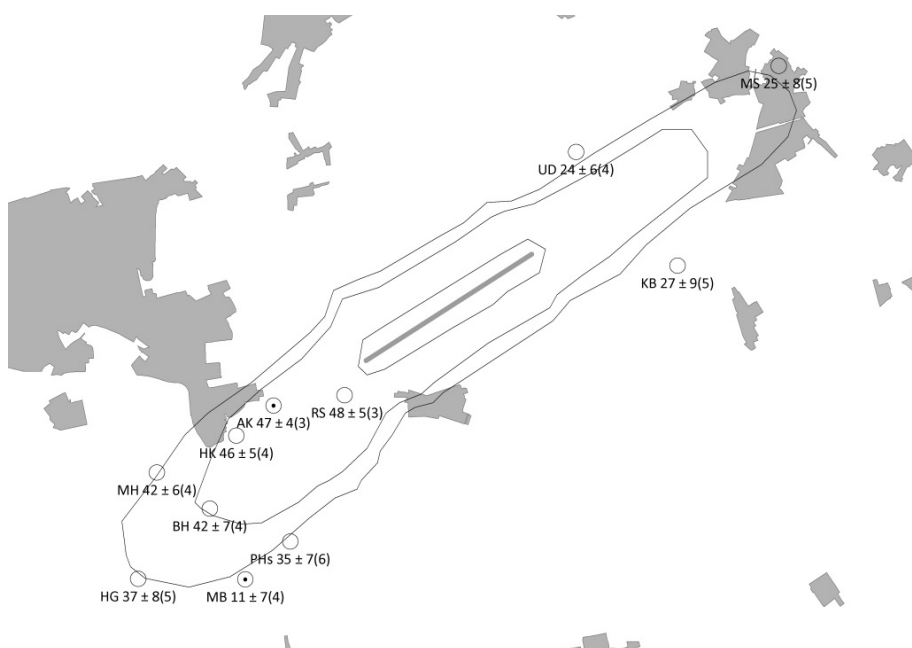 MS 25 ± 8(5)
UD 24 ± 6(4)
KB 27 ± 9(5)
RS 48 ± 5(3)
AK 47 ± 4(3)
HK 46 ± 5(4)
MH 42 ± 6(4)
BH 42 ± 7(4)
PHs 35 ± 7(6)
HG 37 ± 8(5)
MB 11 ± 7(4)